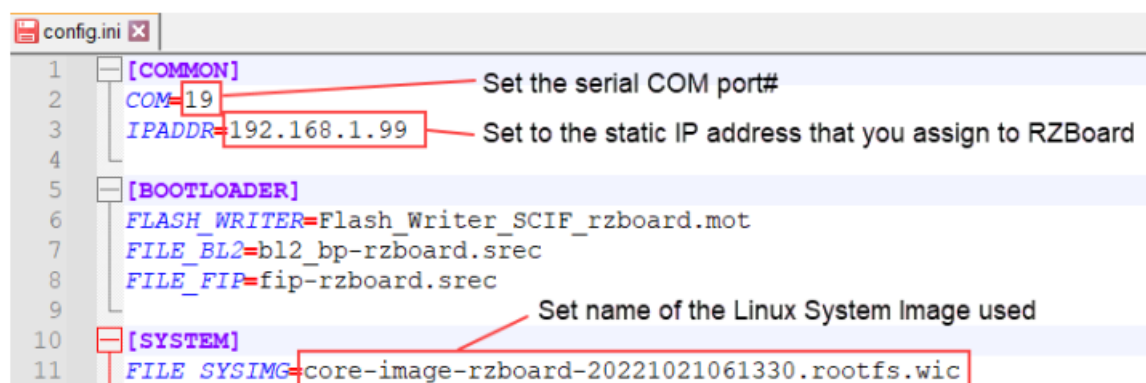 config.ini
1 [COMMON]
Set the serial COM port#
2 COM=19
3 IPADDR=192.168.1.99
Set to the static IP address that you assign to RZBoard
4
5 [BOOTLOADER]
6 FLASH_WRITER=Flash_Writer_SCIF_rzboard.mot
7 FILE_BL2=bl2_bp-rzboard.srec
8 FILE_FIP=fip-rzboard.srec
9
Set name of the Linux System Image used
10 [SYSTEM]
11 FILE_SYSIMG=core-image-rzboard-20221021061330.rootfs.wic